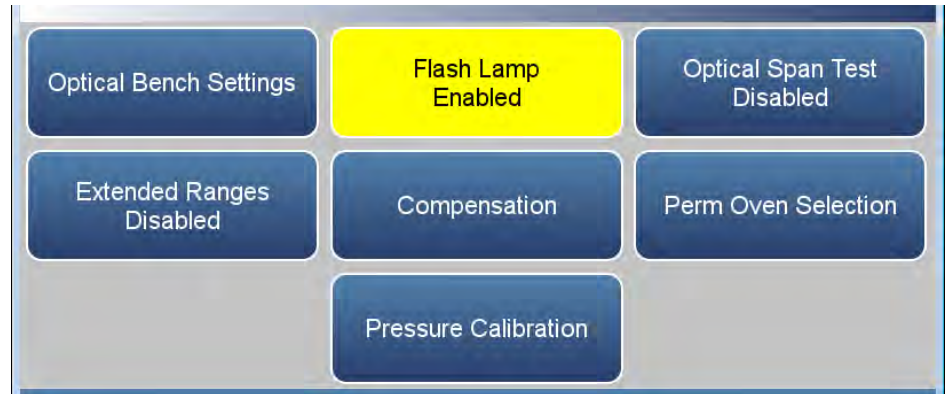 Optical Bench Settings
Flash Lamp
Enabled
Optical Span Test
Disabled
Extended Ranges
Disabled
Compensation
Perm Oven Selection
Pressure Calibration